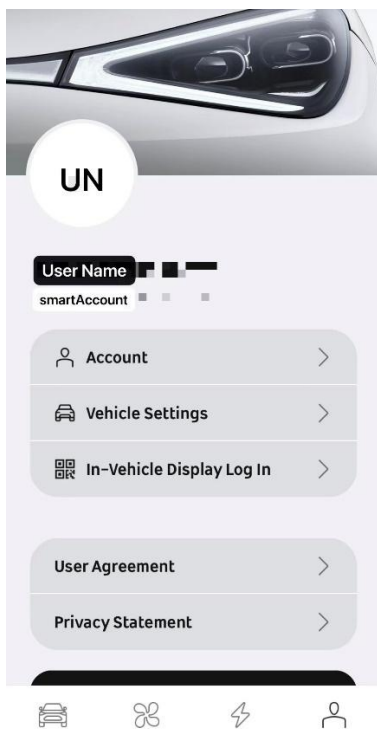 UN
User Name
smartAccount
Account
Vehicle Settings
In-Vehicle Display Log In
User Agreement
Privacy Statement